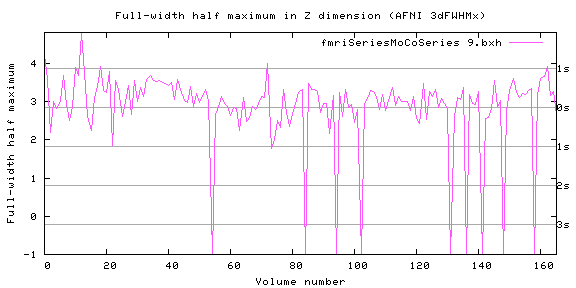 Full-width half maximum in Z dimension (AFNI 3dFWHMx)
fmriSeriesMoCoSeries 9.bxh
Full-width half maximum
4
3
2
1
0
-1
1s
0s
1s
2s
3s
0 20 40 60 80 100 120 140 160
Volume number